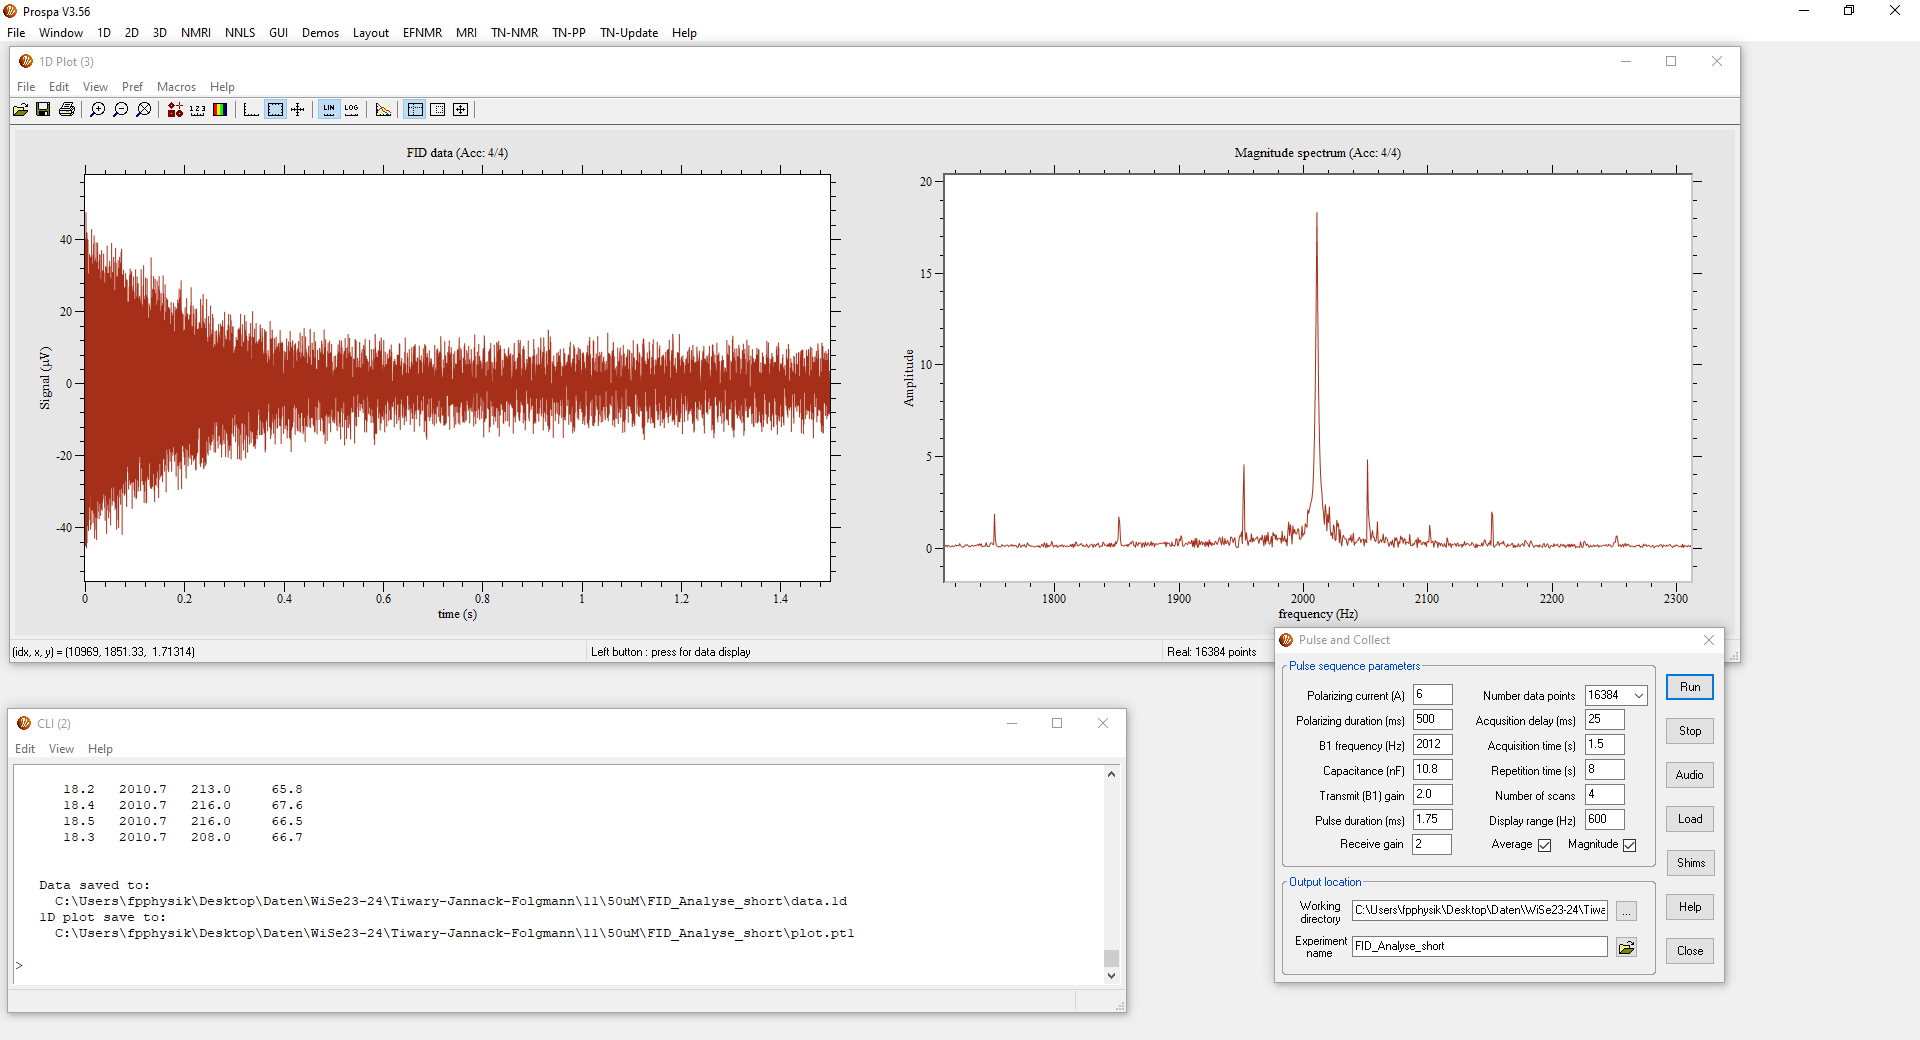 Prospa V3.56
File Window 1D 2D 3D NMRI NNLS GUI Demos Layout EFNMR MRI TN-NMR TN-PP TN-Update Help
1D Plot (3)
File Edit View Pref Macros Help
1 2 3 LIN LOG
FID data (Acc: 4/4)
40
20
0
-20
-40
Signal (µV)
0 0.2 0.4 0.6 0.8 1 1.2 1.4
time (s)
Magnitude spectrum (Acc: 4/4)
20
15
10
5
0
Amplitude
1800 1900 2000 2100 2200 2300
frequency (Hz)
(idx, x, y) = (10969, 1851.33, 1.71314)
Left button : press for data display
Real: 16384 points
CLI (2)
Edit View Help
18.2 2010.7 213.0 65.8
18.4 2010.7 216.0 67.6
18.5 2010.7 216.0 66.5
18.3 2010.7 208.0 66.7
Data saved to:
C:\Users\fpphysik\Desktop\Daten\WiSe23-24\Tiwary-Jannack-Folgmann\11\50uM\FID_Analyse_short\data.1d
1D plot save to:
C:\Users\fpphysik\Desktop\Daten\WiSe23-24\Tiwary-Jannack-Folgmann\11\50uM\FID_Analyse_short\plot.pt1
>
Pulse and Collect
Pulse sequence parameters
Polarizing current (A) 6 Number data points 16384
Polarizing duration (ms) 500 Acqusition delay (ms) 25
B1 frequency (Hz) 2012 Acquisition time (s) 1.5
Capacitance (nF) 10.8 Repetition time (s) 8
Transmit (B1) gain 2.0 Number of scans 4
Pulse duration (ms) 1.75 Display range (Hz) 600
Receive gain 2 Average Magnitude
Output location
Working
directory
C:\Users\fpphysik\Desktop\Daten\WiSe23-24\Tiwa
...
Experiment
name
FID_Analyse_short
Run
Stop
Audio
Load
Shims
Help
Close